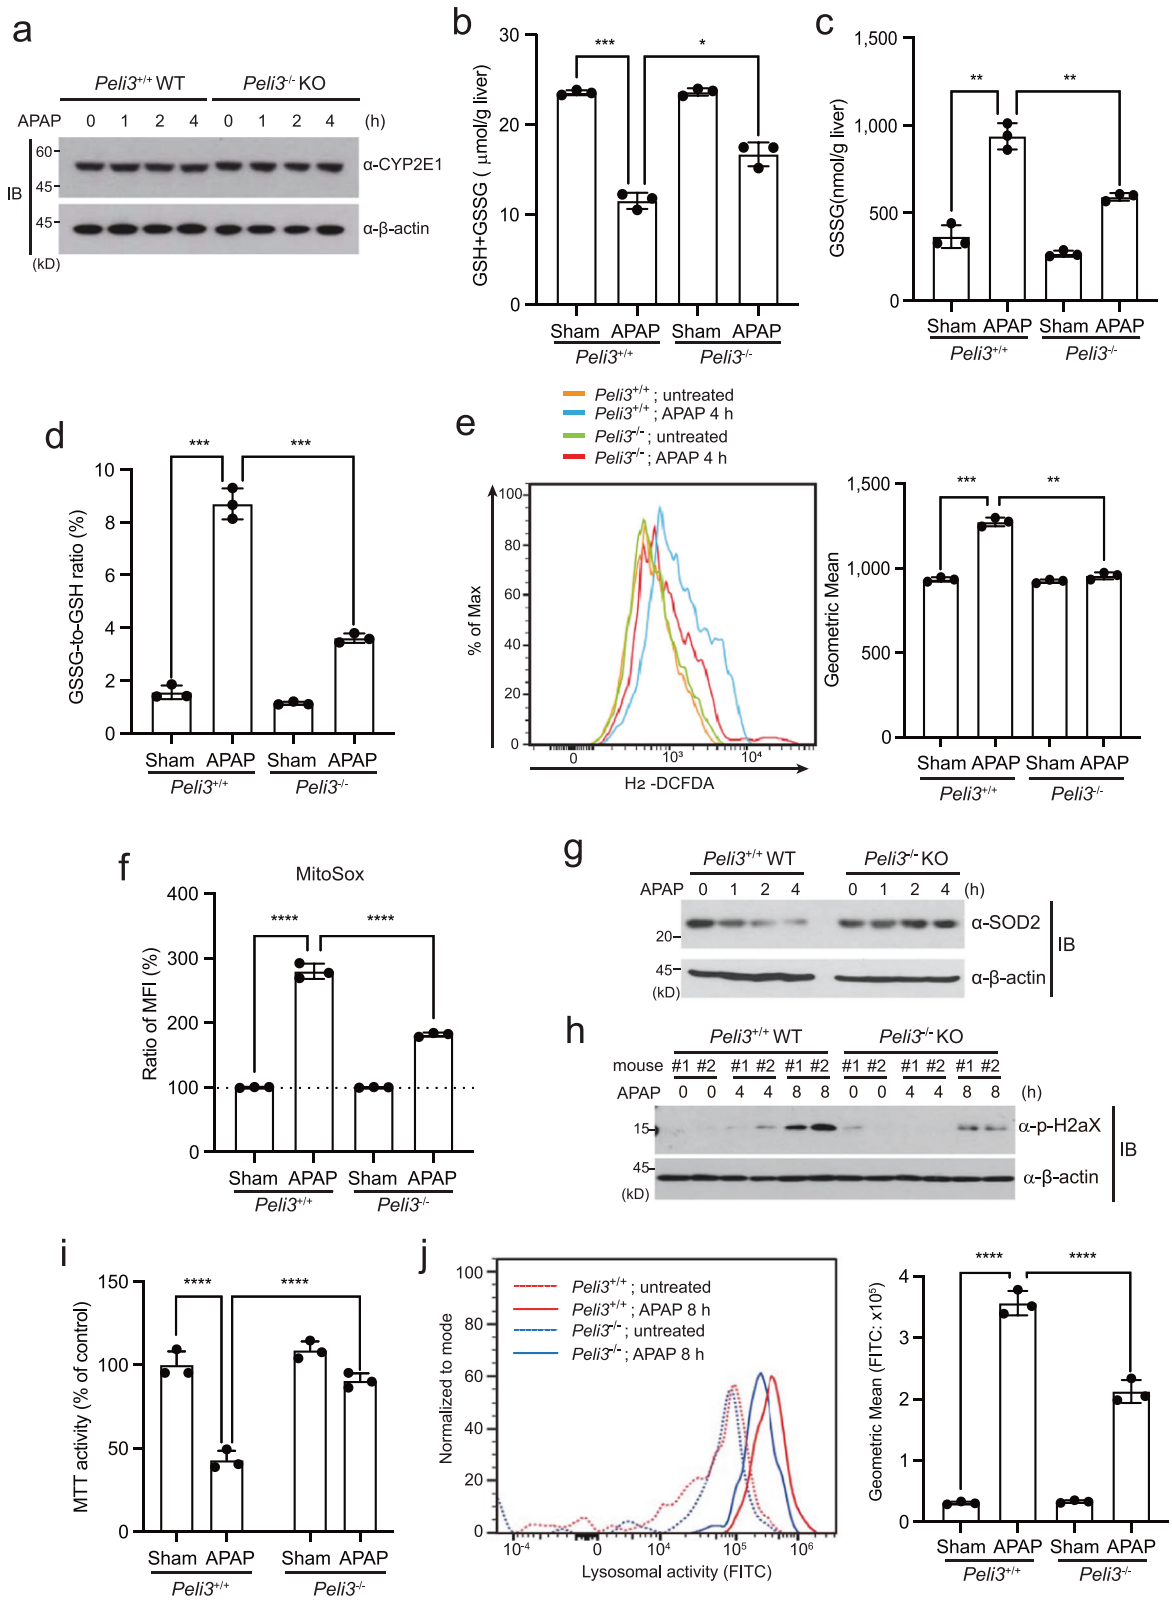 a
Peli3+/+ WT Peli3-/- KO
APAP 0 1 2 4 0 1 2 4 (h)
60
α-CYP2E1
45
IB
45
α-β-actin
(kD)
b
30
20
10
0
GSH+GSSG ( μmol/g liver)
*** *
Sham APAP Sham APAP
Peli3+/+ Peli3-/-
c
1,500
1,000
500
0
GSSG(nmol/g liver)
** **
Sham APAP Sham APAP
Peli3+/+ Peli3-/-
d
10
8
6
4
2
0
GSSG-to-GSH ratio (%)
*** ***
Sham APAP Sham APAP
Peli3+/+ Peli3-/-
e
Peli3+/+ ; untreated
Peli3+/+ ; APAP 4 h
Peli3-/- ; untreated
Peli3-/- ; APAP 4 h
100
80
60
40
20
0
% of Max
0 10³ 10⁴
H2 -DCFDA
1,500
1,000
500
0
Geometric Mean
*** **
Sham APAP Sham APAP
Peli3+/+ Peli3-/-
f
MitoSox
400
300
200
100
0
Ratio of MFI (%)
**** ****
Sham APAP Sham APAP
Peli3+/+ Peli3-/-
g
Peli3+/+ WT Peli3-/- KO
APAP 0 1 2 4 0 1 2 4 (h)
α-SOD2
20
IB
45
α-β-actin
(kD)
h
Peli3+/+ WT Peli3-/- KO
mouse #1 #2 #1 #2 #1 #2 #1 #2 #1 #2 #1 #2
APAP 0 0 4 4 8 8 0 0 4 4 8 8 (h)
15
α-p-H2aX
IB
45
α-β-actin
(kD)
i
150
100
50
0
MTT activity (% of control)
**** ****
Sham APAP Sham APAP
Peli3+/+ Peli3-/-
j
Peli3+/+ ; untreated
Peli3+/+ ; APAP 8 h
Peli3-/- ; untreated
Peli3-/- ; APAP 8 h
100
80
60
40
20
0
Normalized to mode
10-4 0 10⁴ 10⁵ 10⁶
Lysosomal activity (FITC)
4
3
2
1
0
Geometric Mean (FITC: x10⁵)
**** ****
Sham APAP Sham APAP
Peli3+/+ Peli3-/-